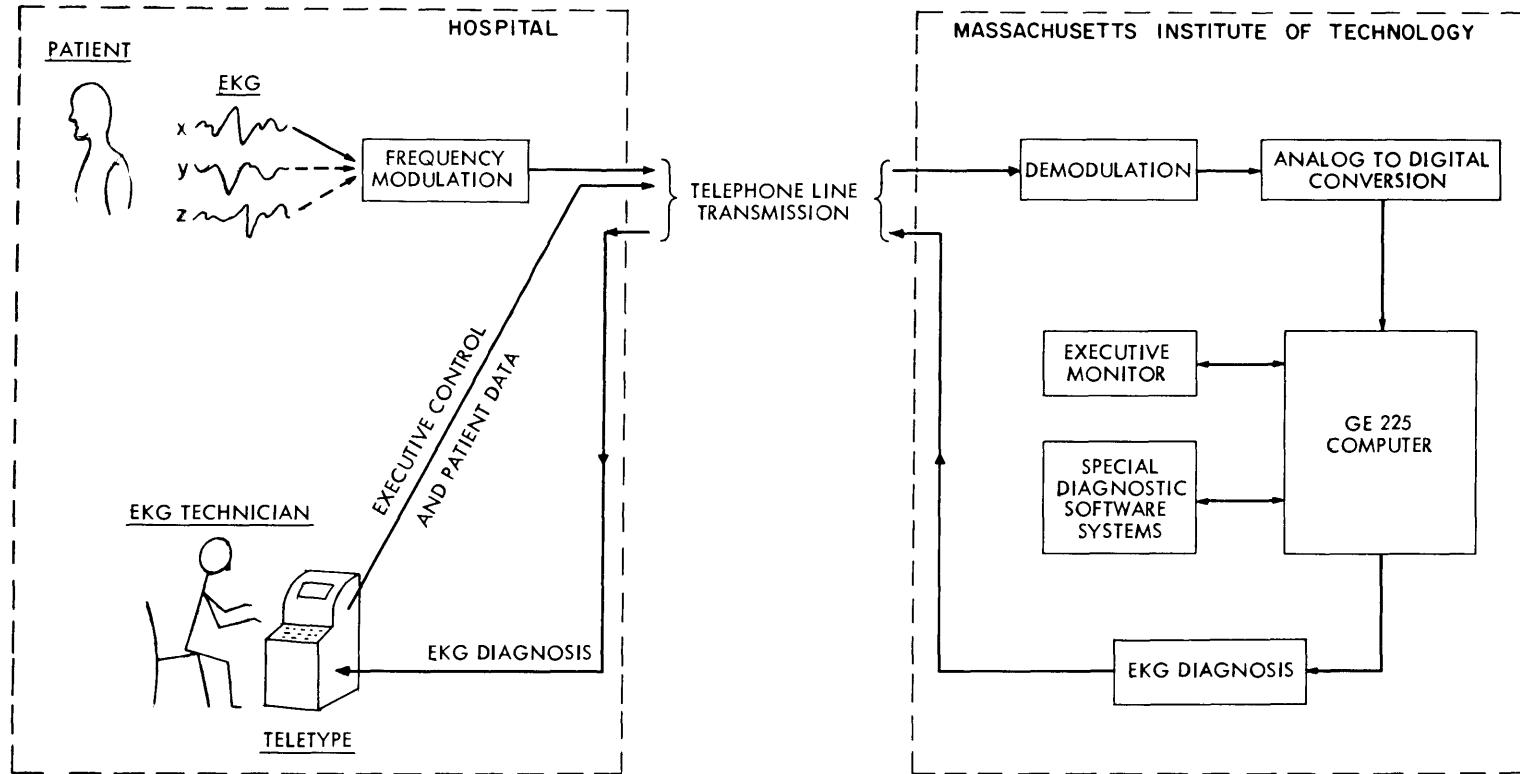 HOSPITAL
PATIENT
EKG
x
y
z
FREQUENCY
MODULATION
TELEPHONE LINE
TRANSMISSION
EXECUTIVE CONTROL
AND PATIENT DATA
EKG TECHNICIAN
EKG DIAGNOSIS
TELETYPE
MASSACHUSETTS INSTITUTE OF TECHNOLOGY
DEMODULATION
ANALOG TO DIGITAL
CONVERSION
EXECUTIVE
MONITOR
GE 225
COMPUTER
SPECIAL
DIAGNOSTIC
SOFTWARE
SYSTEMS
EKG DIAGNOSIS